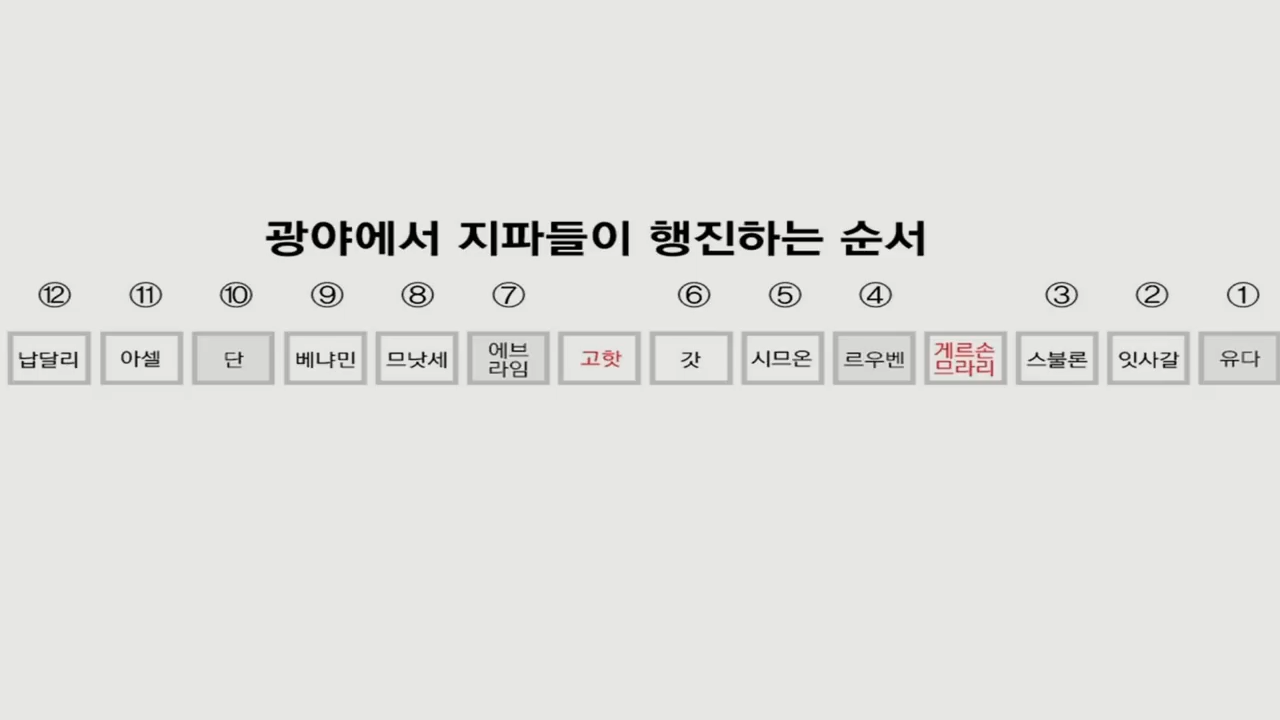 광야에서 지파들이 행진하는 순서
⑫ ⑪ ⑩ ⑨ ⑧ ⑦ ⑥ ⑤ ④ ③ ② ①
납달리 아셀 단 베냐민 므낫세 에브라임 고핫 갓 시므온 르우벤 게르손 므라리 스불론 잇사갈 유다